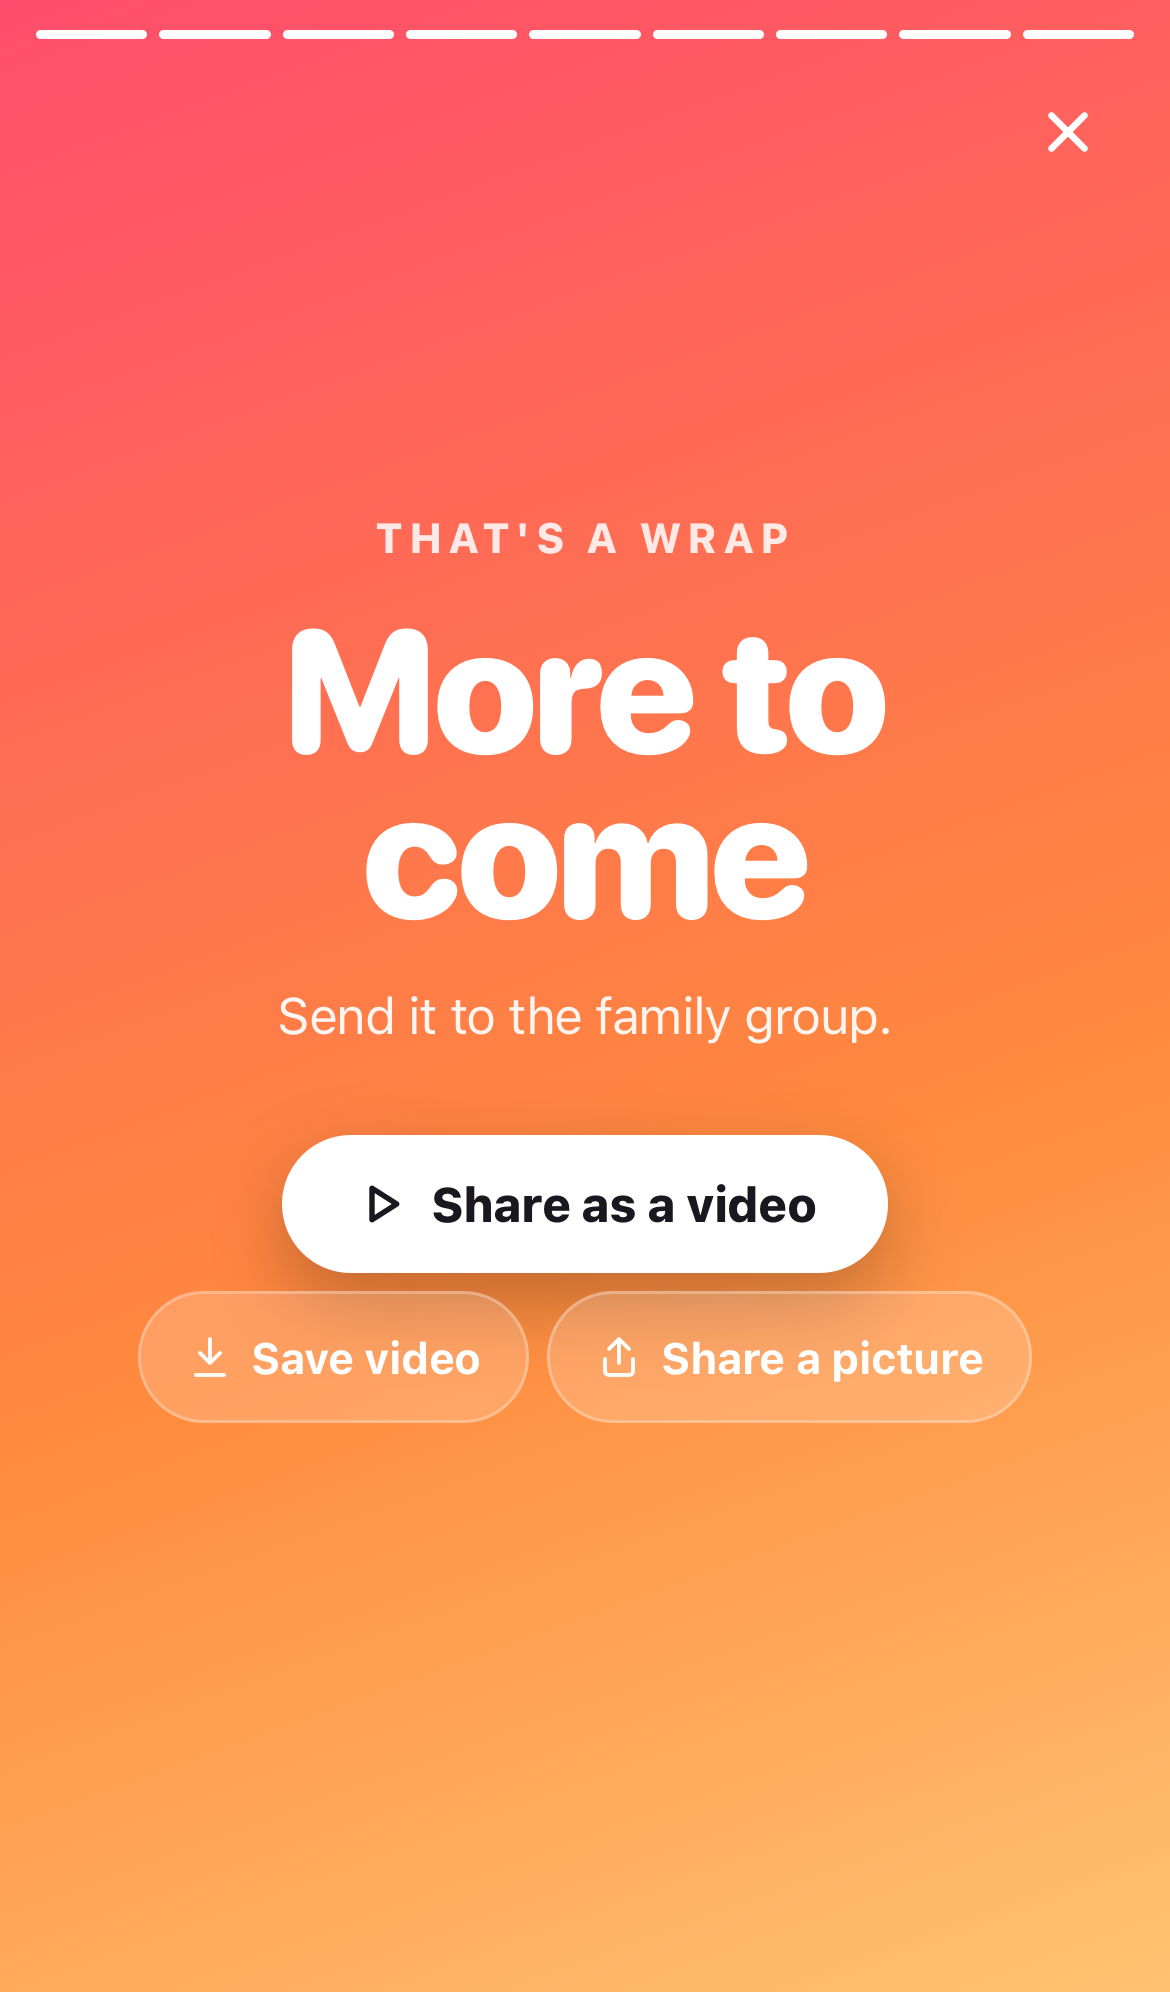 THAT'S A WRAP
More to
come
Send it to the family group.
Share as a video
Save video
Share a picture